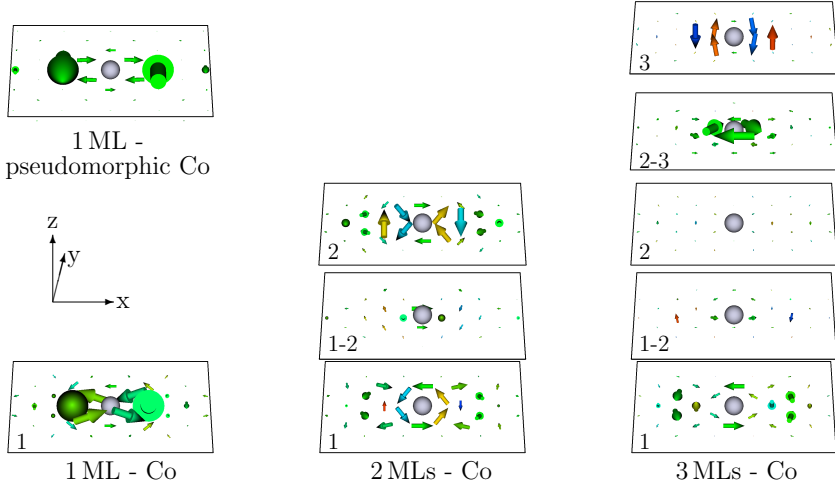 3
1 ML -
pseudomorphic Co
2-3
z
y
x
2
2
1-2
1-2
1
1
1
1 ML - Co
2 MLs - Co
3 MLs - Co